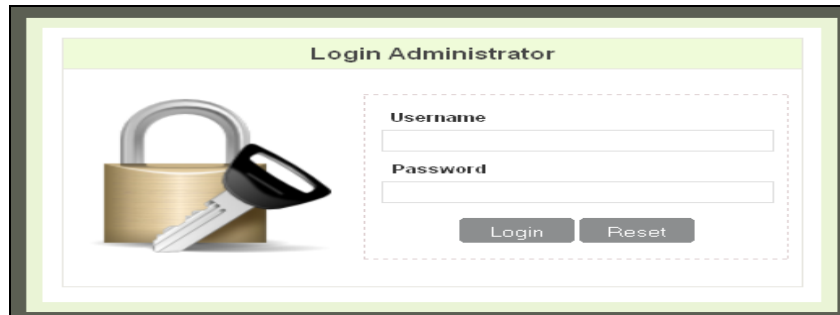 Login Administrator
Username
Password
Login Reset